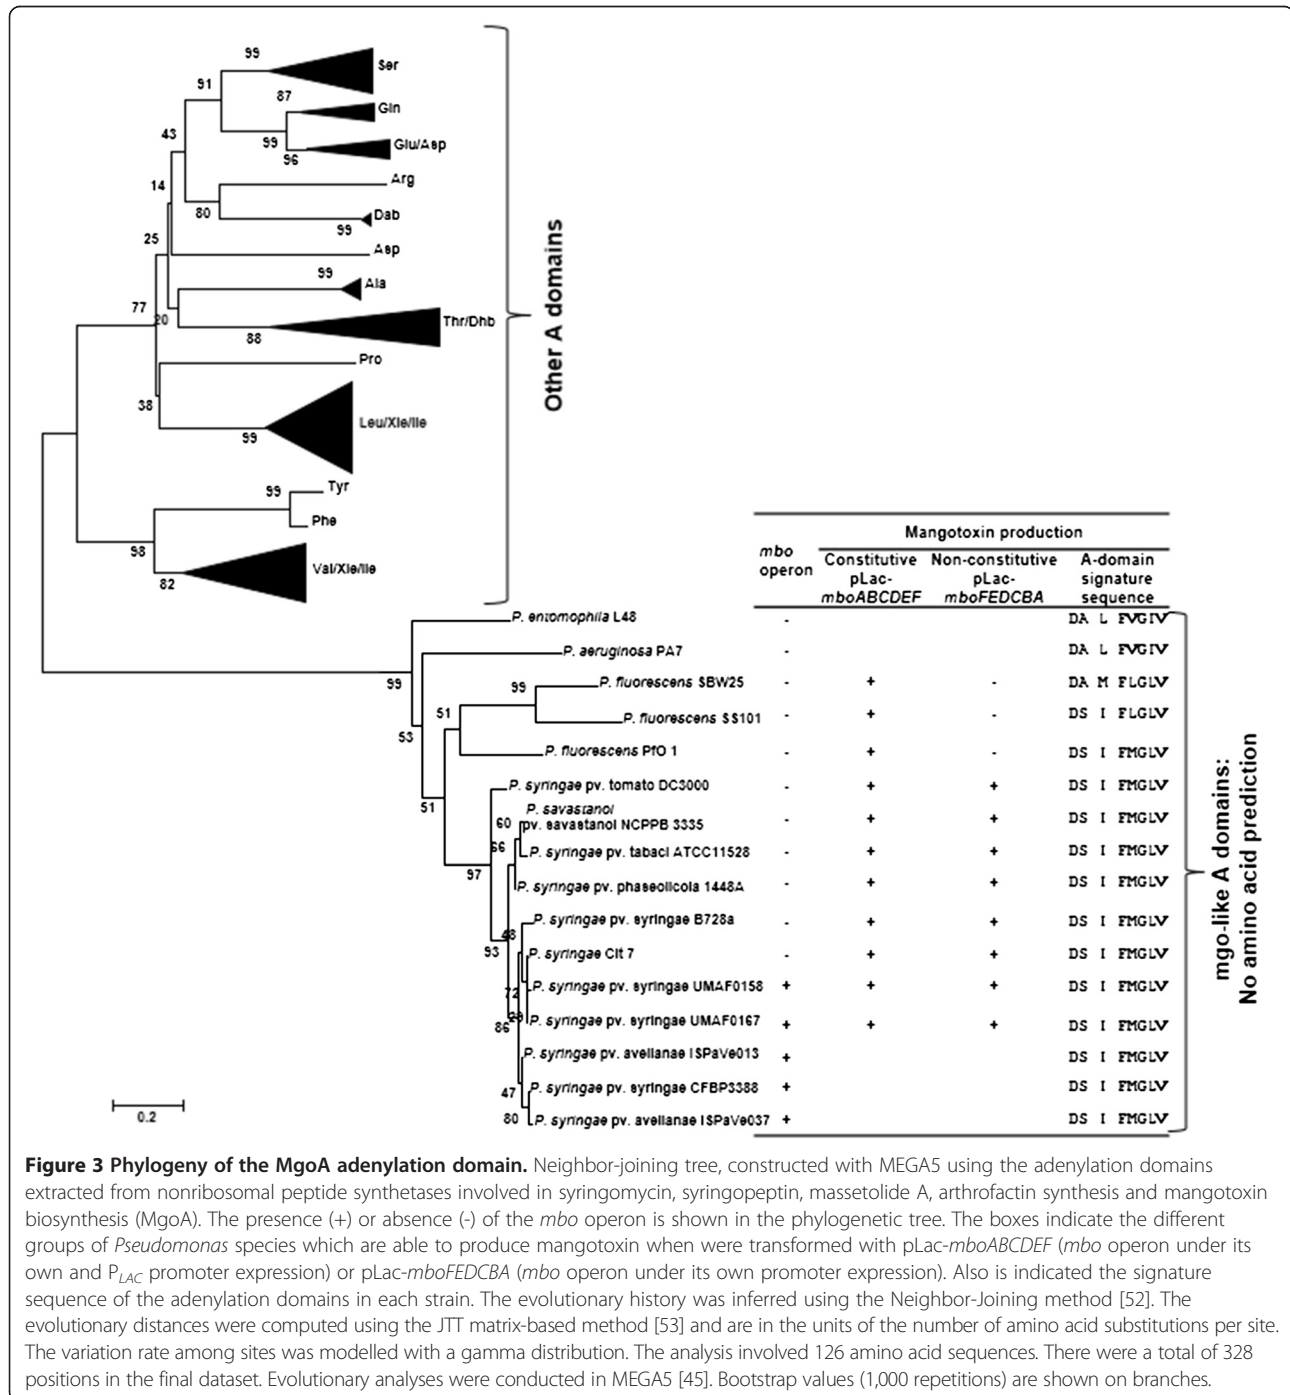 99
Ser
91
87
Gln
43
99
Glu/Asp
96
14
Arg
80
Dab
99
25
Asp
99
Ala
77
20
Thr/Dhb
88
Pro
38
Leu/Xle/Ile
99
99
Tyr
Phe
98
Val/Xle/Ile
82
Other A domains
Mangotoxin production
mbo operon
Constitutive pLac-mboABCDEF
Non-constitutive pLac-mboFEDCBA
A-domain signature sequence
P. entomophila L48 - DA L FVGIV
P. aeruginosa PA7 - DA L FVGIV
99
P. fluorescens SBW25 - + - DA M FLGLV
99
51
P. fluorescens SS101 - + - DS I FLGLV
53
P. fluorescens PfO 1 - + - DS I FMGLV
P. syringae pv. tomato DC3000 - + + DS I FMGLV
51
P. savastanoi
60 pv. savastanoi NCPPB 3335 - + + DS I FMGLV
66
P. syringae pv. tabaci ATCC11528 - + + DS I FMGLV
97
P. syringae pv. phaseolicola 1448A - + + DS I FMGLV
P. syringae pv. syringae B728a - + + DS I FMGLV
48
93
P. syringae Cit 7 - + + DS I FMGLV
72
P. syringae pv. syringae UMAF0158 + + + DS I FMGLV
86
P. syringae pv. syringae UMAF0167 + + + DS I FMGLV
P. syringae pv. avellanae ISPaVe013 + DS I FMGLV
47
P. syringae pv. syringae CFBP3388 + DS I FMGLV
80
P. syringae pv. avellanae ISPaVe037 + DS I FMGLV
mgo-like A domains:
No amino acid prediction
0.2
Figure 3 Phylogeny of the MgoA adenylation domain. Neighbor-joining tree, constructed with MEGA5 using the adenylation domains
extracted from nonribosomal peptide synthetases involved in syringomycin, syringopeptin, massetolide A, arthrofactin synthesis and mangotoxin
biosynthesis (MgoA). The presence (+) or absence (-) of the mbo operon is shown in the phylogenetic tree. The boxes indicate the different
groups of Pseudomonas species which are able to produce mangotoxin when were transformed with pLac-mboABCDEF (mbo operon under its
own and PLAC promoter expression) or pLac-mboFEDCBA (mbo operon under its own promoter expression). Also is indicated the signature
sequence of the adenylation domains in each strain. The evolutionary history was inferred using the Neighbor-Joining method [52]. The
evolutionary distances were computed using the JTT matrix-based method [53] and are in the units of the number of amino acid substitutions per site.
The variation rate among sites was modelled with a gamma distribution. The analysis involved 126 amino acid sequences. There were a total of 328
positions in the final dataset. Evolutionary analyses were conducted in MEGA5 [45]. Bootstrap values (1,000 repetitions) are shown on branches.